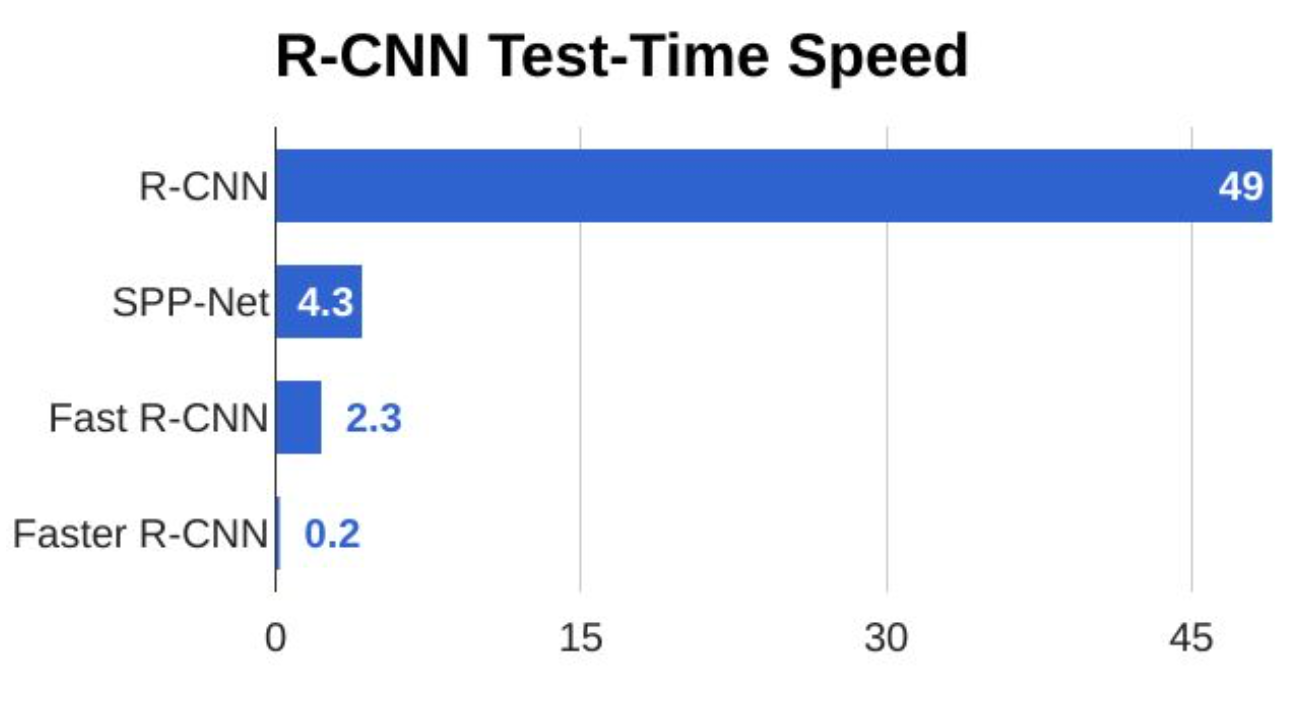 R-CNN Test-Time Speed
R-CNN 49
SPP-Net 4.3
Fast R-CNN 2.3
Faster R-CNN 0.2
0 15 30 45